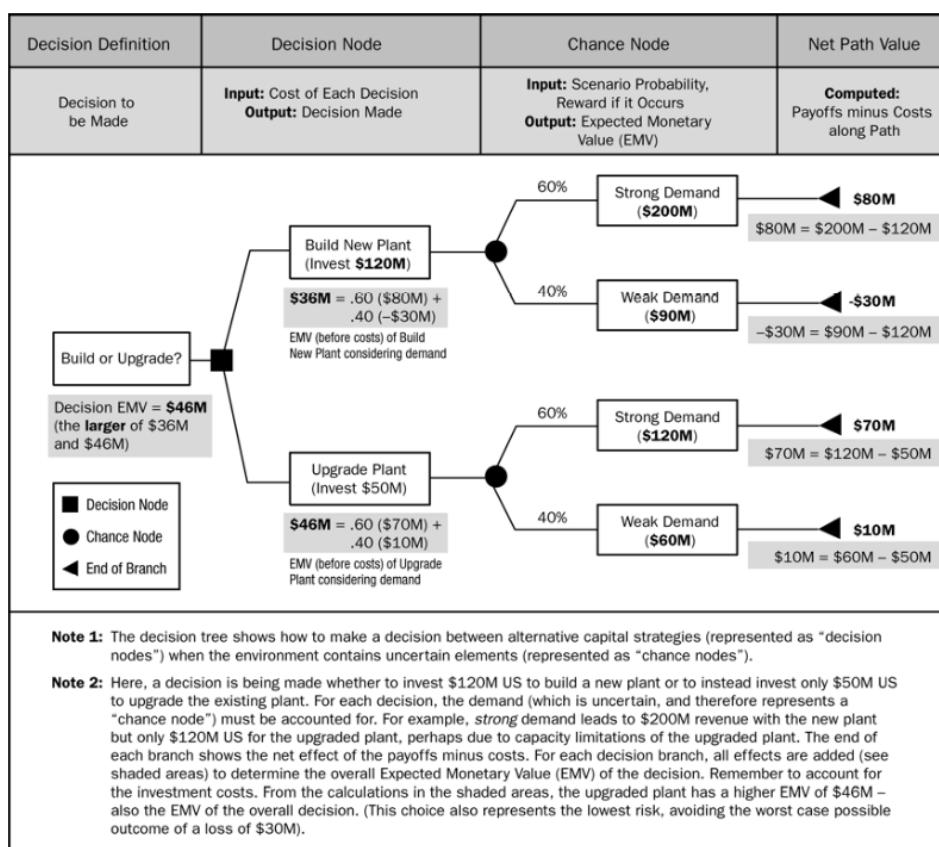 Decision Definition
Decision Node
Chance Node
Net Path Value
Decision to
be Made
Input: Cost of Each Decision
Output: Decision Made
Input: Scenario Probability,
Reward if it Occurs
Output: Expected Monetary
Value (EMV)
Computed:
Payoffs minus Costs
along Path
Build or Upgrade?
Decision EMV = $46M
(the larger of $36M
and $46M)
Build New Plant
(Invest $120M)
$36M = .60 ($80M) +
.40 (–$30M)
EMV (before costs) of Build
New Plant considering demand
60%
Strong Demand
($200M)
$80M
$80M = $200M – $120M
40%
Weak Demand
($90M)
-$30M
–$30M = $90M – $120M
Upgrade Plant
(Invest $50M)
$46M = .60 ($70M) +
.40 ($10M)
EMV (before costs) of Upgrade
Plant considering demand
60%
Strong Demand
($120M)
$70M
$70M = $120M – $50M
40%
Weak Demand
($60M)
$10M
$10M = $60M – $50M
Decision Node
Chance Node
End of Branch
Note 1: The decision tree shows how to make a decision between alternative capital strategies (represented as “decision
nodes”) when the environment contains uncertain elements (represented as “chance nodes”).
Note 2: Here, a decision is being made whether to invest $120M US to build a new plant or to instead invest only $50M US
to upgrade the existing plant. For each decision, the demand (which is uncertain, and therefore represents a
“chance node”) must be accounted for. For example, strong demand leads to $200M revenue with the new plant
but only $120M US for the upgraded plant, perhaps due to capacity limitations of the upgraded plant. The end of
each branch shows the net effect of the payoffs minus costs. For each decision branch, all effects are added (see
shaded areas) to determine the overall Expected Monetary Value (EMV) of the decision. Remember to account for
the investment costs. From the calculations in the shaded areas, the upgraded plant has a higher EMV of $46M –
also the EMV of the overall decision. (This choice also represents the lowest risk, avoiding the worst case possible
outcome of a loss of $30M).